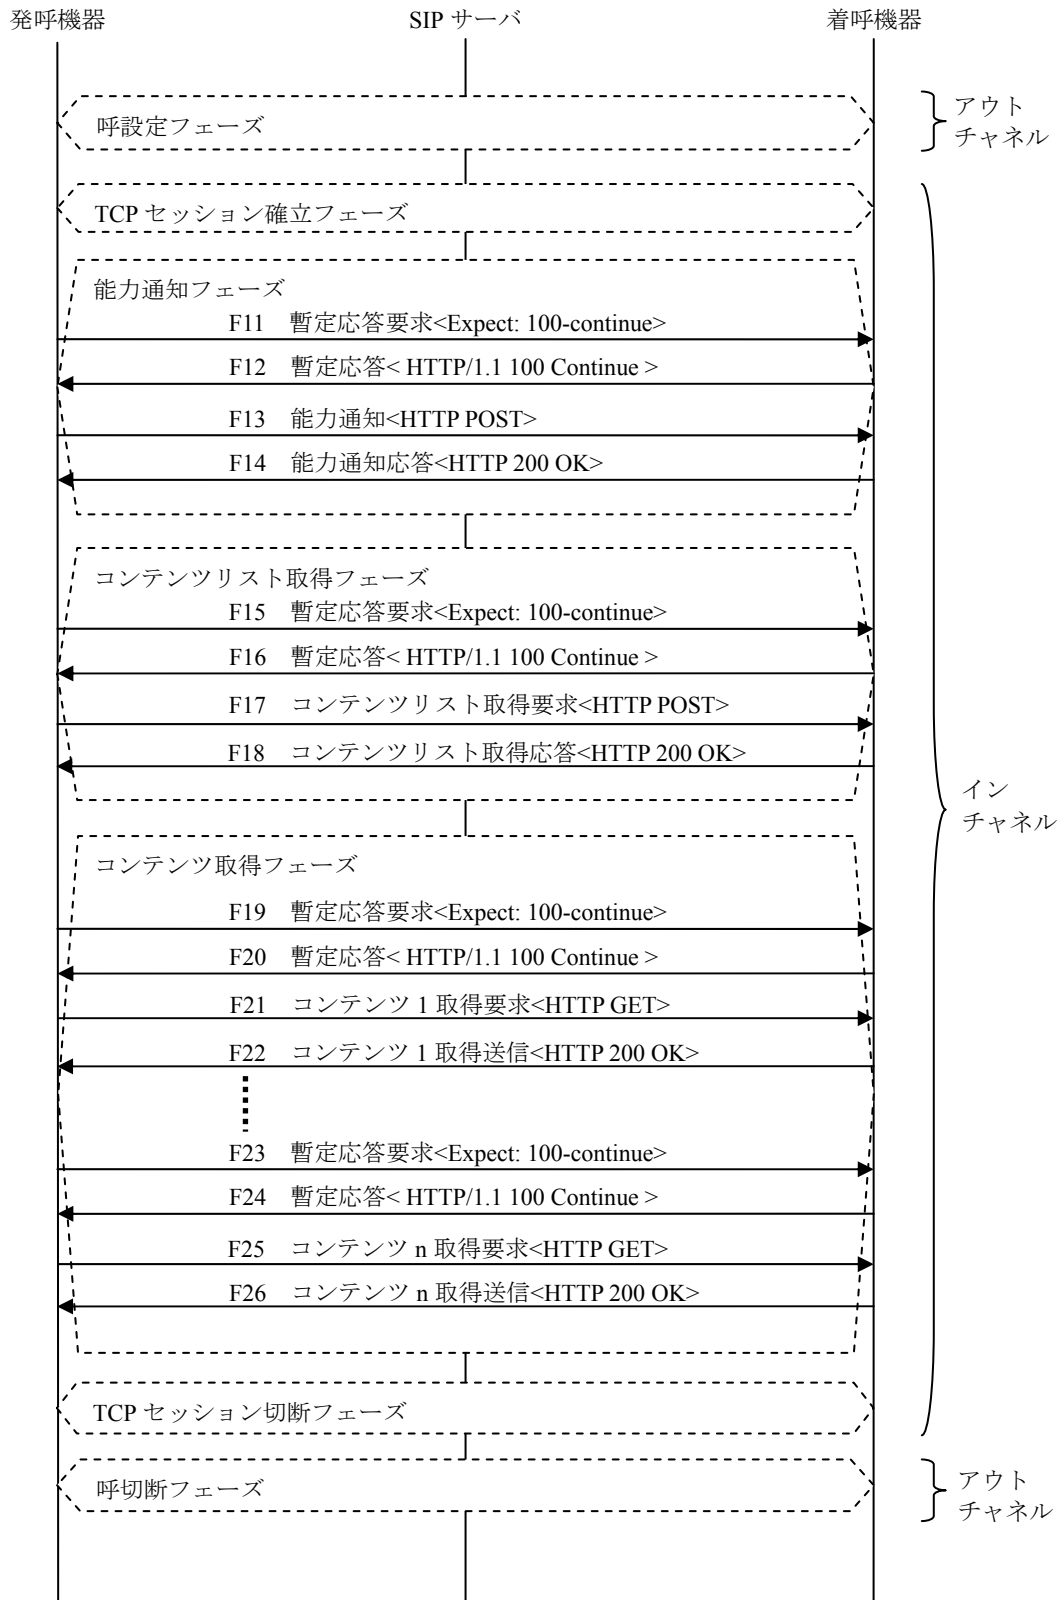 発呼機器
SIP サーバ
着呼機器
呼設定フェーズ
アウト
チャネル
TCP セッション確立フェーズ
能力通知フェーズ
F11 暫定応答要求<Expect: 100-continue>
F12 暫定応答< HTTP/1.1 100 Continue >
F13 能力通知<HTTP POST>
F14 能力通知応答<HTTP 200 OK>
コンテンツリスト取得フェーズ
F15 暫定応答要求<Expect: 100-continue>
F16 暫定応答< HTTP/1.1 100 Continue >
F17 コンテンツリスト取得要求<HTTP POST>
F18 コンテンツリスト取得応答<HTTP 200 OK>
イン
チャネル
コンテンツ取得フェーズ
F19 暫定応答要求<Expect: 100-continue>
F20 暫定応答< HTTP/1.1 100 Continue >
F21 コンテンツ 1 取得要求<HTTP GET>
F22 コンテンツ 1 取得送信<HTTP 200 OK>
F23 暫定応答要求<Expect: 100-continue>
F24 暫定応答< HTTP/1.1 100 Continue >
F25 コンテンツ n 取得要求<HTTP GET>
F26 コンテンツ n 取得送信<HTTP 200 OK>
TCP セッション切断フェーズ
呼切断フェーズ
アウト
チャネル